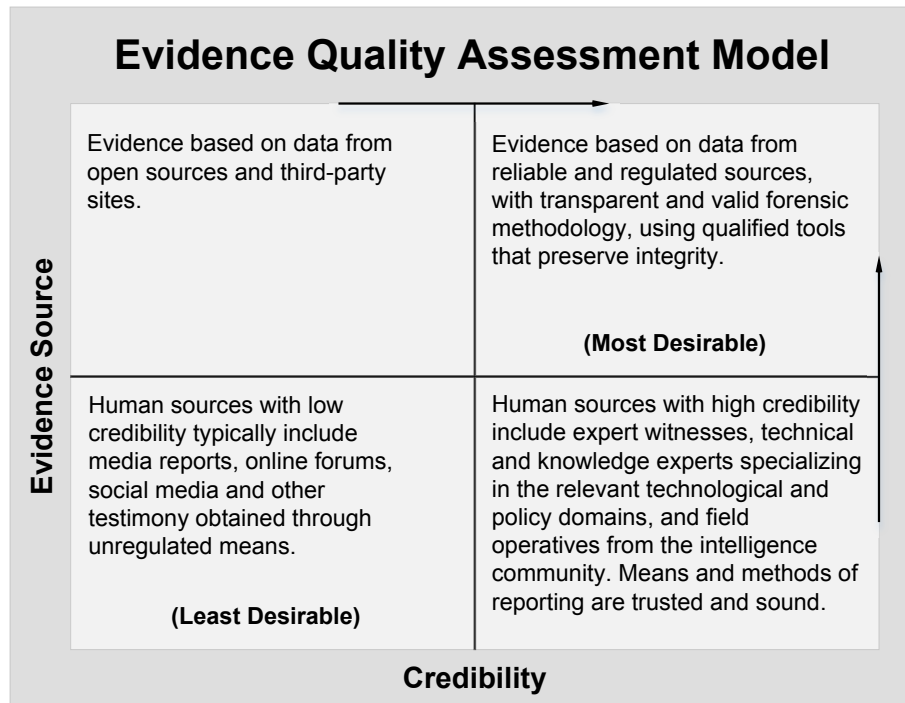 Evidence Quality Assessment Model
Evidence based on data from
open sources and third-party
sites.
Evidence based on data from
reliable and regulated sources,
with transparent and valid forensic
methodology, using qualified tools
that preserve integrity.
(Most Desirable)
Evidence Source
Human sources with low
credibility typically include
media reports, online forums,
social media and other
testimony obtained through
unregulated means.
(Least Desirable)
Human sources with high credibility
include expert witnesses, technical
and knowledge experts specializing
in the relevant technological and
policy domains, and field
operatives from the intelligence
community. Means and methods of
reporting are trusted and sound.
Credibility